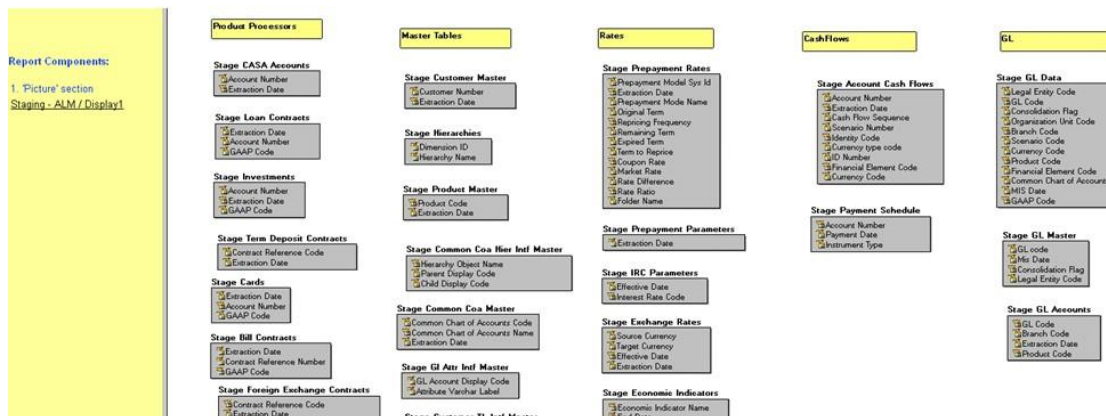 Report Components:
1. 'Picture' section
Staging - ALM / Display1
Product Processors
Stage CASA Accounts
Account Number
Extraction Date
Stage Loan Contracts
Extraction Date
Account Number
GAAP Code
Stage Investments
Account Number
Extraction Date
GAAP Code
Stage Term Deposit Contracts
Contract Reference Code
Extraction Date
Stage Cards
Extraction Date
Account Number
GAAP Code
Stage Bill Contracts
Extraction Date
Contract Reference Number
GAAP Code
Stage Foreign Exchange Contracts
Contract Reference Code
Extraction Date
Master Tables
Stage Customer Master
Customer Number
Extraction Date
Stage Hierarchies
Dimension ID
Hierarchy Name
Stage Product Master
Product Code
Extraction Date
Stage Common Coa Hier Intf Master
Hierarchy Object Name
Parent Display Code
Child Display Code
Stage Common Coa Master
Common Chart of Accounts Code
Common Chart of Accounts Name
Extraction Date
Stage Gl Attr Intf Master
GL Account Display Code
Attribute Varchar Label
Stage Customer Tl Intf Master
Rates
Stage Prepayment Rates
Prepayment Model Sys Id
Extraction Date
Prepayment Mode Name
Original Term
Repricing Frequency
Remaining Term
Expired Term
Term to Reprice
Coupon Rate
Market Rate
Rate Difference
Rate Ratio
Folder Name
Stage Prepayment Parameters
Extraction Date
Stage IRC Parameters
Effective Date
Interest Rate Code
Stage Exchange Rates
Source Currency
Target Currency
Effective Date
Extraction Date
Stage Economic Indicators
Economic Indicator Name
End Date
CashFlows
Stage Account Cash Flows
Account Number
Extraction Date
Cash Flow Sequence
Scenario Number
Identity Code
Currency type code
ID Number
Financial Element Code
Currency Code
Stage Payment Schedule
Account Number
Payment Date
Instrument Type
GL
Stage GL Data
Legal Entity Code
GL Code
Consolidation Flag
Organization Unit Code
Branch Code
Scenario Code
Currency Code
Product Code
Financial Element Code
Common Chart of Account
MIS Date
GAAP Code
Stage GL Master
GL code
Mis Date
Consolidation Flag
Legal Entity Code
Stage GL Accounts
GL Code
Branch Code
Extraction Date
Product Code